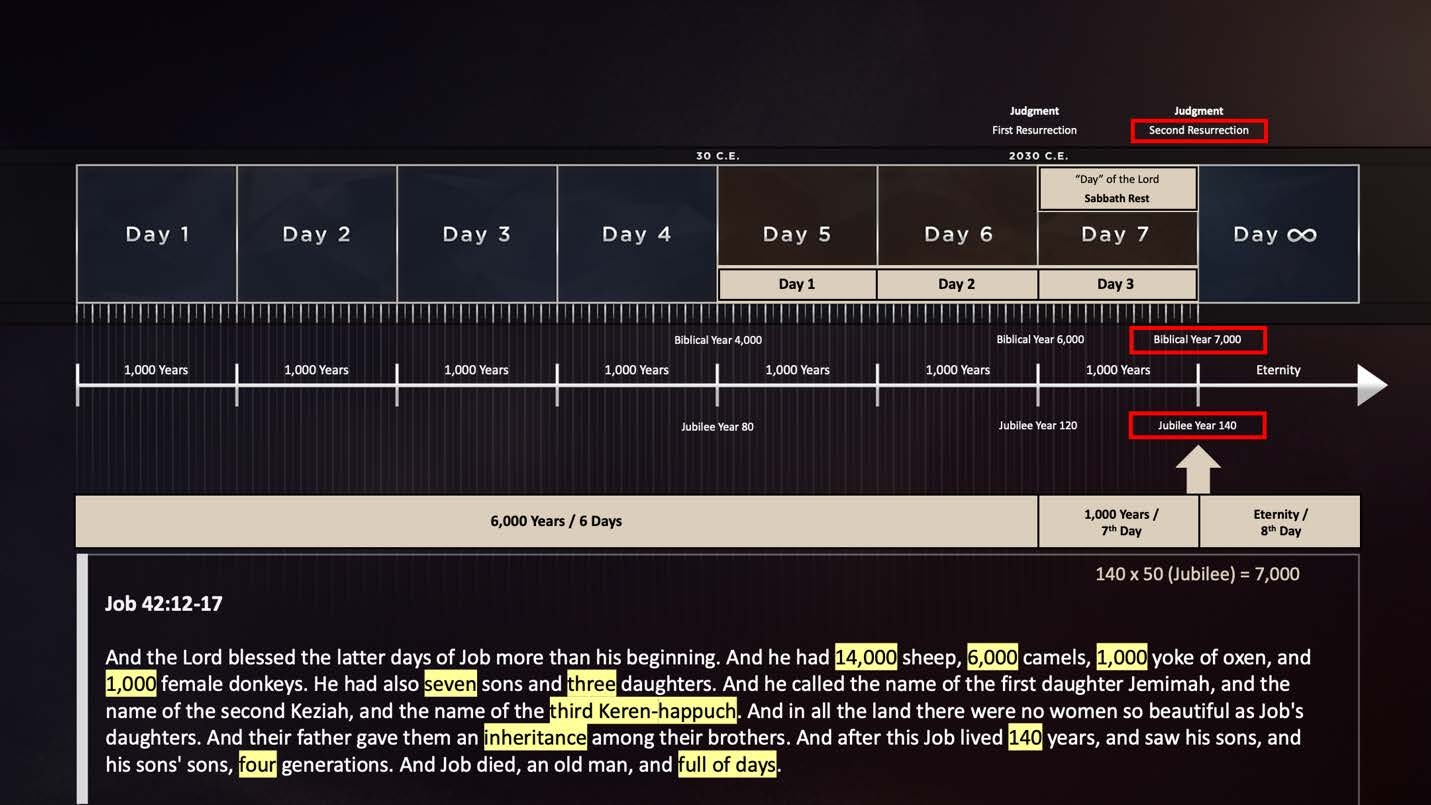 Judgment Judgment
First Resurrection Second Resurrection
30 C.E. 2030 C.E.
“Day” of the Lord
Sabbath Rest
Day 1 Day 2 Day 3 Day 4 Day 5 Day 6 Day 7 Day ∞
Day 1 Day 2 Day 3
Biblical Year 4,000 Biblical Year 6,000 Biblical Year 7,000
1,000 Years 1,000 Years 1,000 Years 1,000 Years 1,000 Years 1,000 Years 1,000 Years Eternity
Jubilee Year 80 Jubilee Year 120 Jubilee Year 140
6,000 Years / 6 Days
1,000 Years /
7th Day
Eternity /
8th Day
140 x 50 (Jubilee) = 7,000
Job 42:12-17
And the Lord blessed the latter days of Job more than his beginning. And he had 14,000 sheep, 6,000 camels, 1,000 yoke of oxen, and
1,000 female donkeys. He had also seven sons and three daughters. And he called the name of the first daughter Jemimah, and the
name of the second Keziah, and the name of the third Keren-happuch. And in all the land there were no women so beautiful as Job's
daughters. And their father gave them an inheritance among their brothers. And after this Job lived 140 years, and saw his sons, and
his sons' sons, four generations. And Job died, an old man, and full of days.